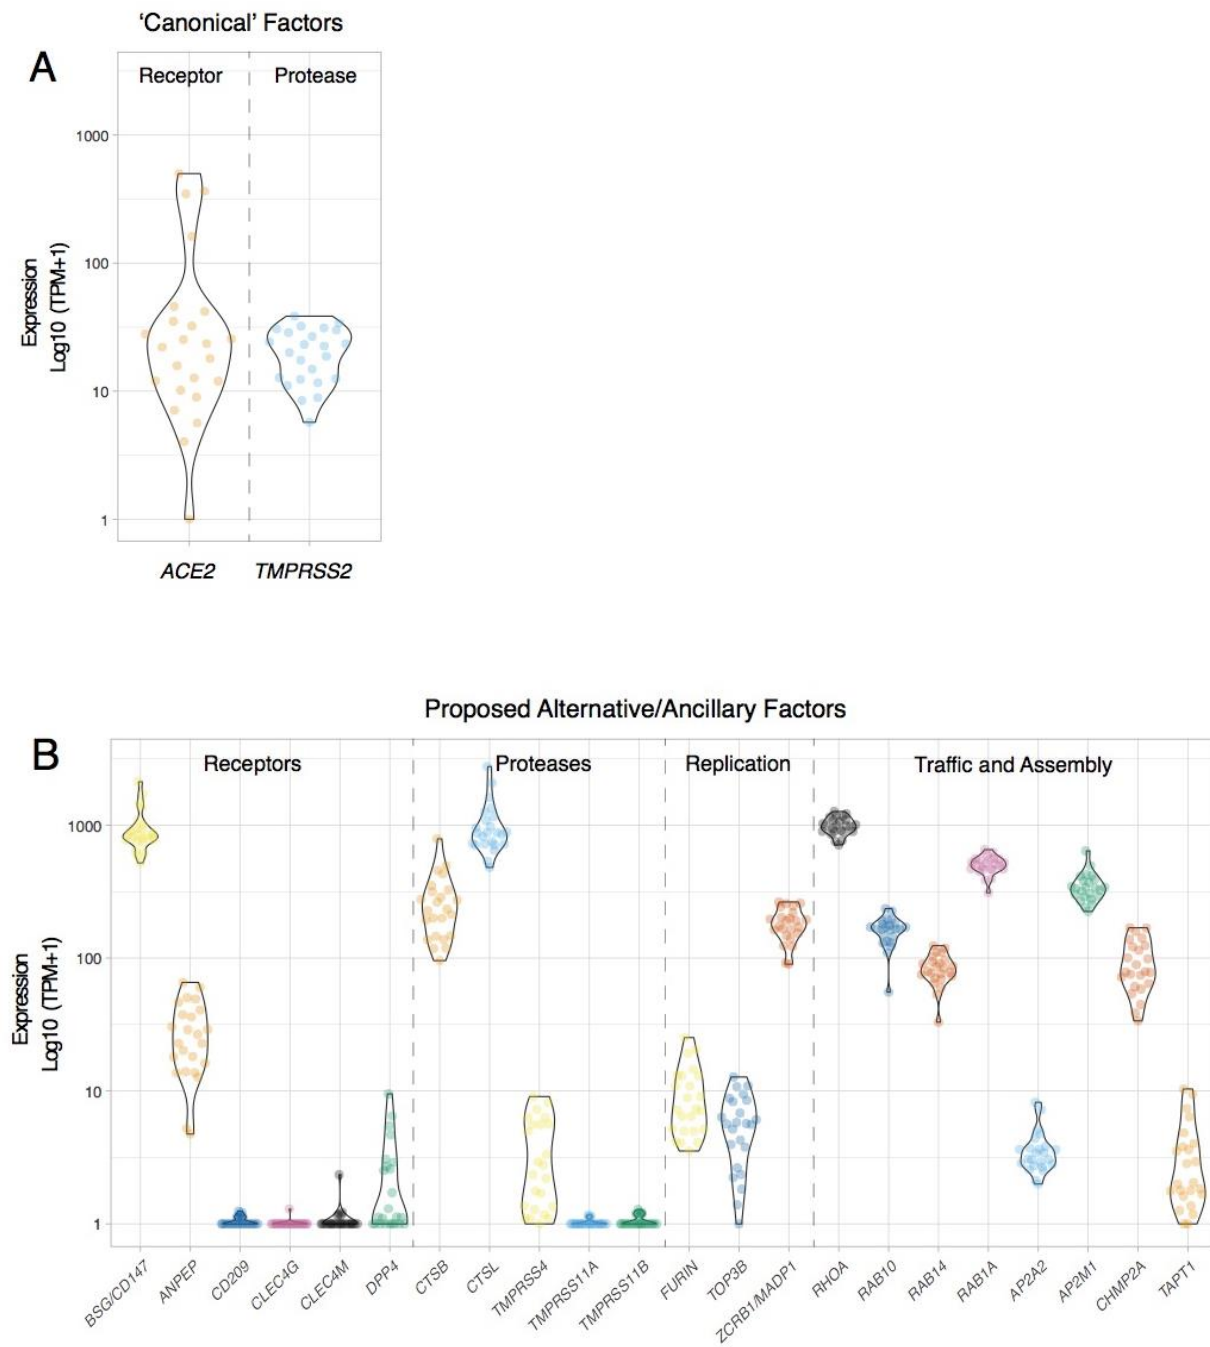 ‘Canonical’ Factors
A
Receptor Protease
1000
100
10
1
Expression
Log10 (TPM+1)
ACE2 TMPRSS2
Proposed Alternative/Ancillary Factors
B
Receptors Proteases Replication Traffic and Assembly
1000
100
10
1
Expression
Log10 (TPM+1)
BSG/CD147 ANPEP CD209 CLEC4G CLEC4M DPP4 CTSB CTSL TMPRSS4 TMPRSS11A TMPRSS11B FURIN TOP3B ZCRB1/MADP1 RHOA RAB10 RAB14 RAB1A AP2A2 AP2M1 CHMP2A TAPT1